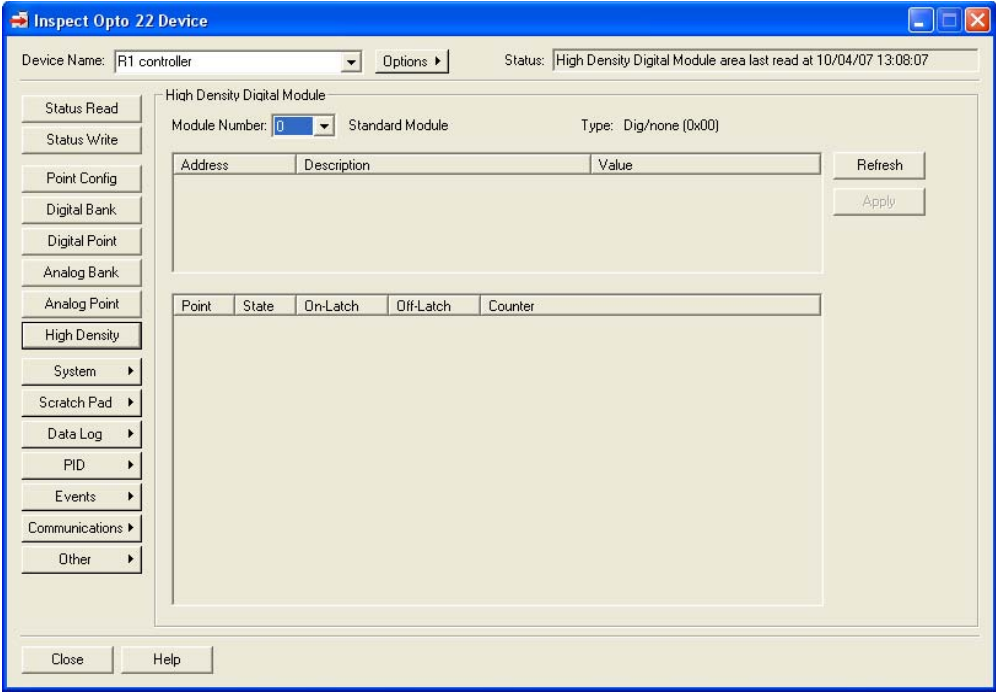 Inspect Opto 22 Device
Device Name: R1 controller Options Status: High Density Digital Module area last read at 10/04/07 13:08:07
Status Read
Status Write
Point Config
Digital Bank
Digital Point
Analog Bank
Analog Point
High Density
System
Scratch Pad
Data Log
PID
Events
Communications
Other
High Density Digital Module
Module Number: 0 Standard Module Type: Dig/none (0x00)
Address Description Value
Refresh
Apply
Point State On-Latch Off-Latch Counter
Close Help